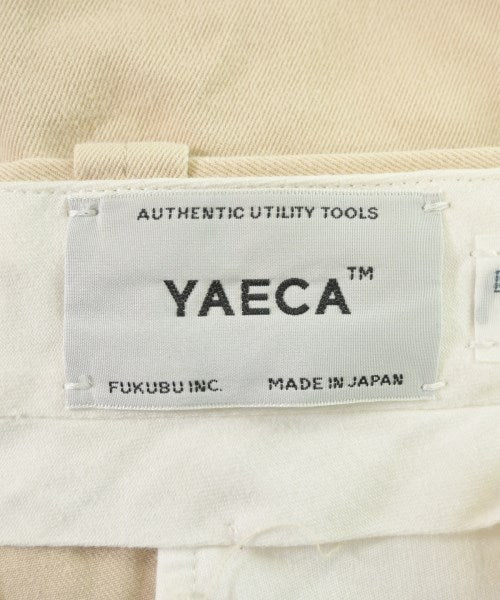 AUTHENTIC UTILITY TOOLS
YAECA™
FUKUBU INC. MADE IN JAPAN